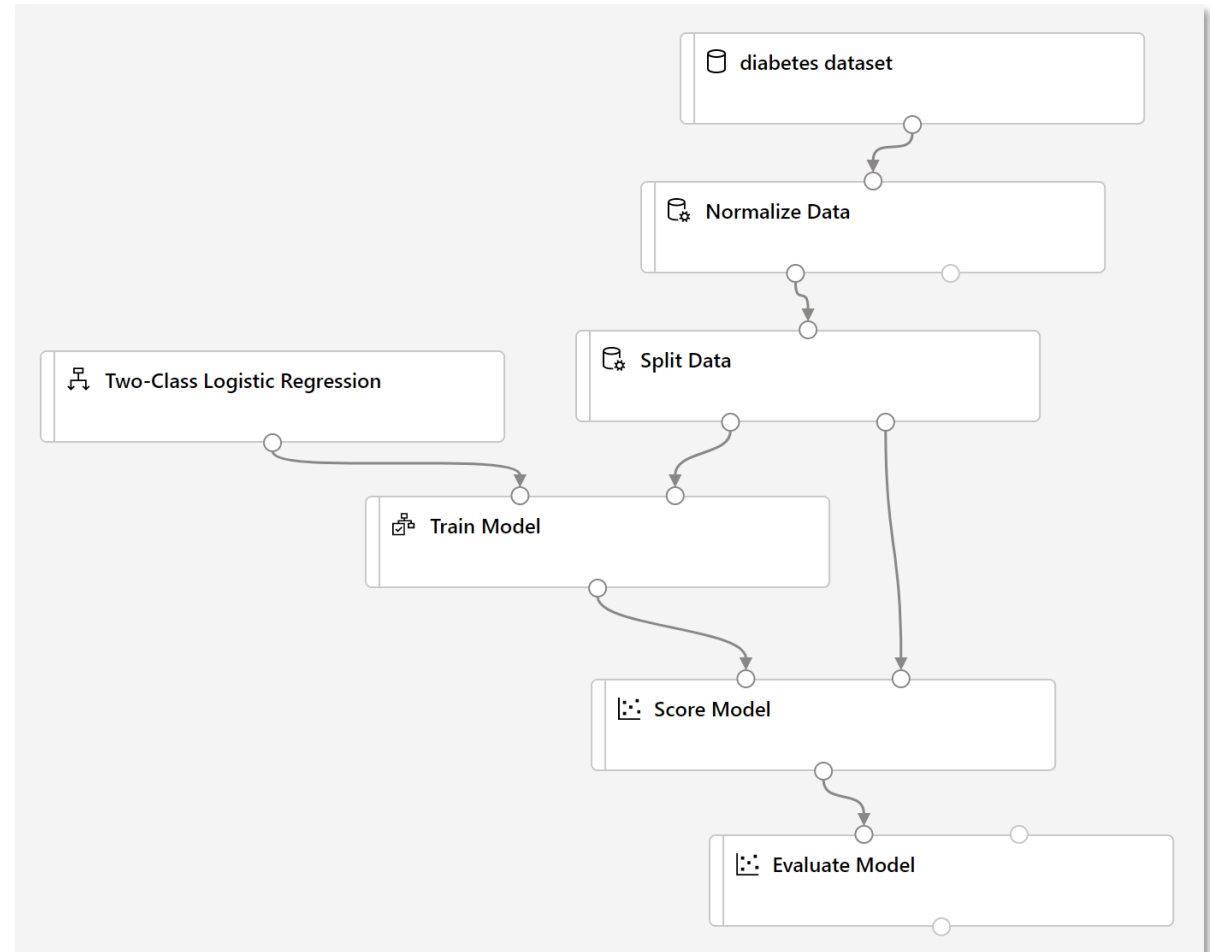 diabetes dataset
Normalize Data
Split Data
Two-Class Logistic Regression
Train Model
Score Model
Evaluate Model